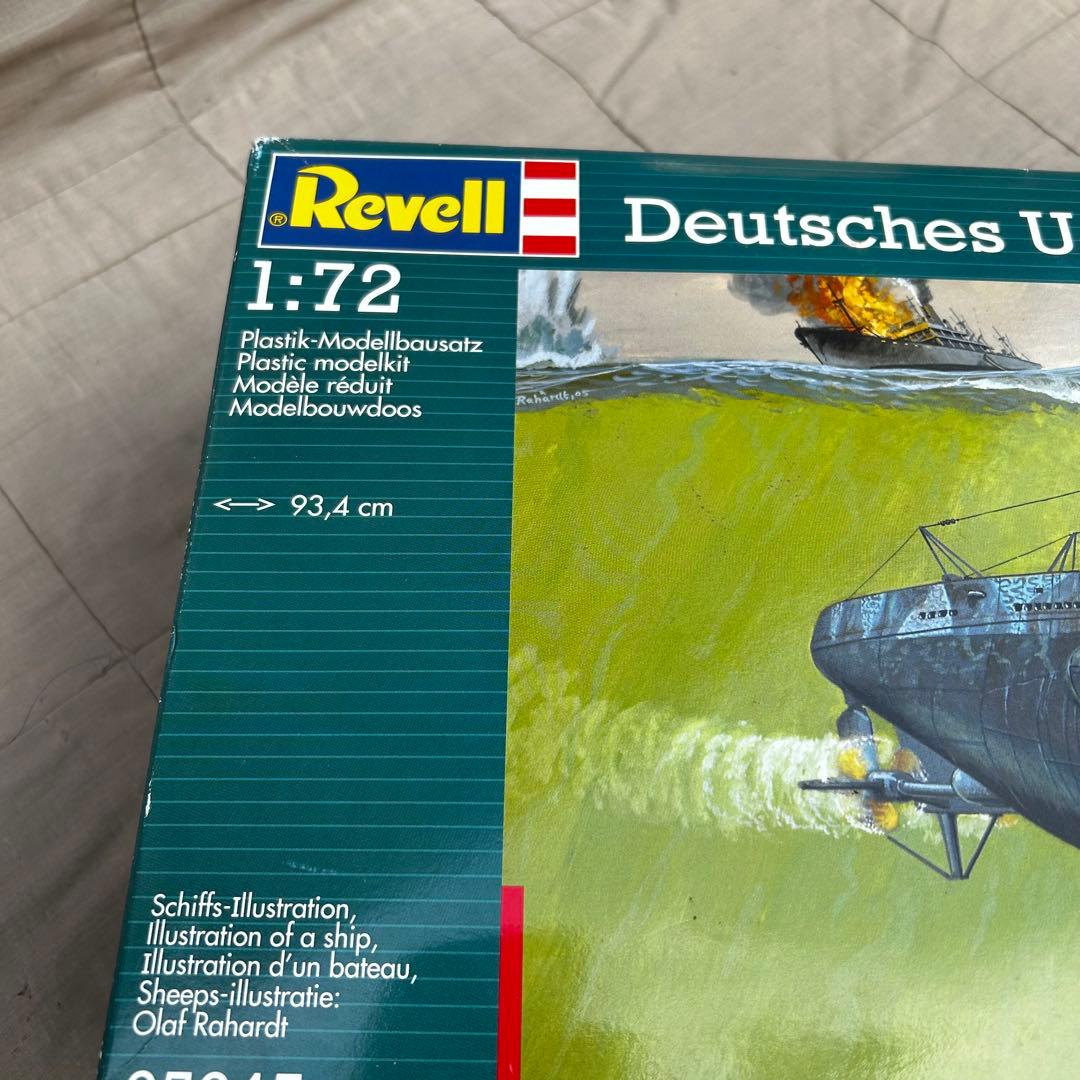 ® Revell
Deutsches U
1:72
Plastik-Modellbausatz
Plastic modelkit
Modèle réduit
Modelbouwdoos
93,4 cm
Rahardt,05
Schiffs-Illustration,
Illustration of a ship,
Illustration d'un bateau,
Sheeps-illustratie:
Olaf Rahardt